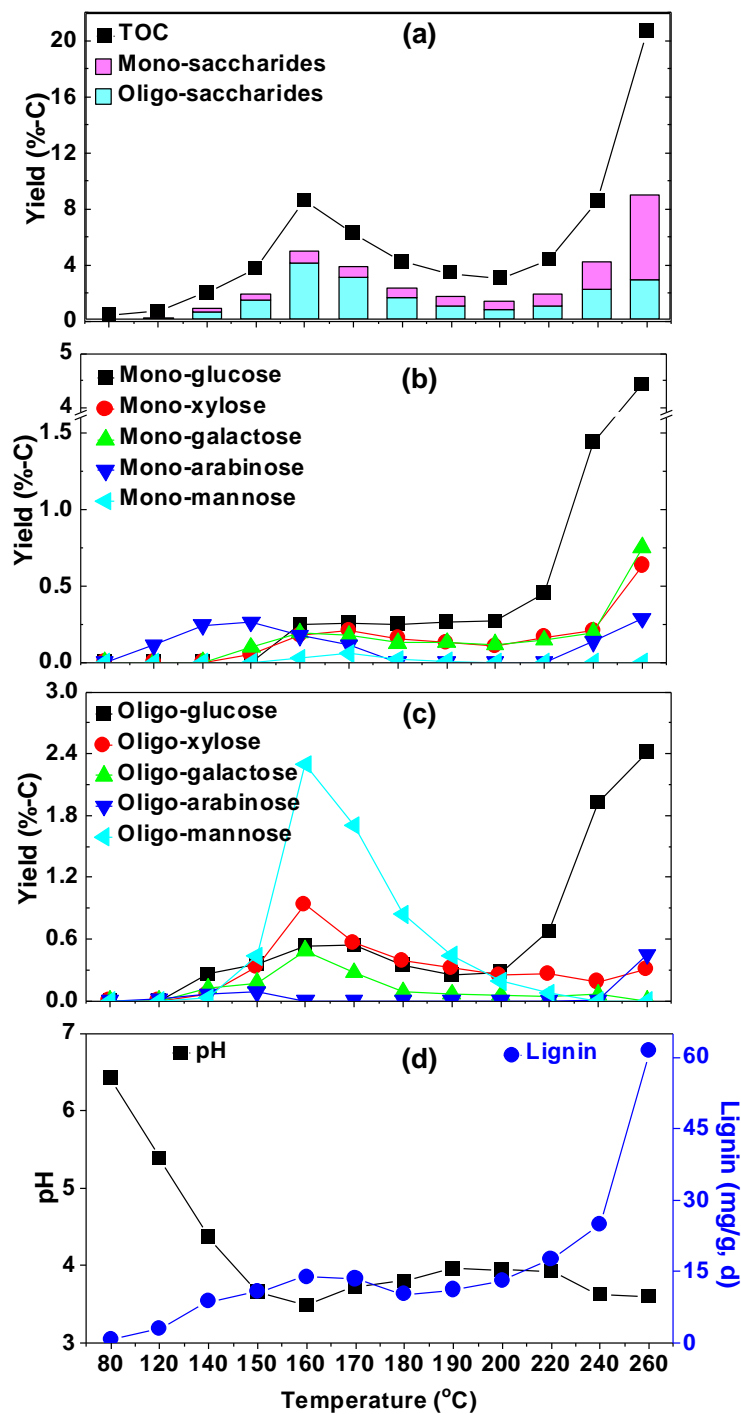 (a)
TOC
Mono-saccharides
Oligo-saccharides
Yield (%-C)
20
16
12
8
4
0
(b)
Mono-glucose
Mono-xylose
Mono-galactose
Mono-arabinose
Mono-mannose
Yield (%-C)
5
4
1.5
1.0
0.5
0.0
(c)
Oligo-glucose
Oligo-xylose
Oligo-galactose
Oligo-arabinose
Oligo-mannose
Yield (%-C)
3.0
2.4
1.8
1.2
0.6
0.0
(d)
pH
Lignin
pH
7
6
5
4
3
Lignin (mg/g, d)
60
45
30
15
0
80 120 140 150 160 170 180 190 200 220 240 260
Temperature (°C)